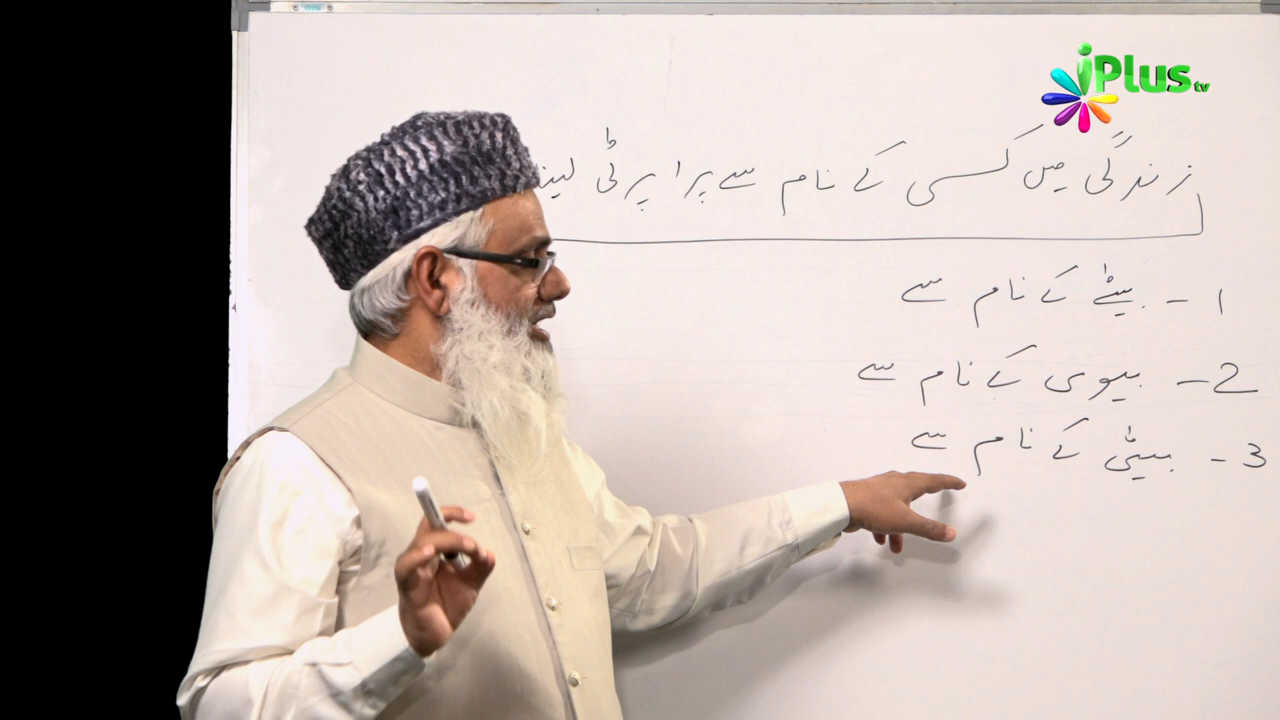 iPlus tv
زندگی میں کسی کے نام سے پراپرٹی لینا
1 - بیٹے کے نام سے
2 - بیوی کے نام سے
3 - بیٹی کے نام سے